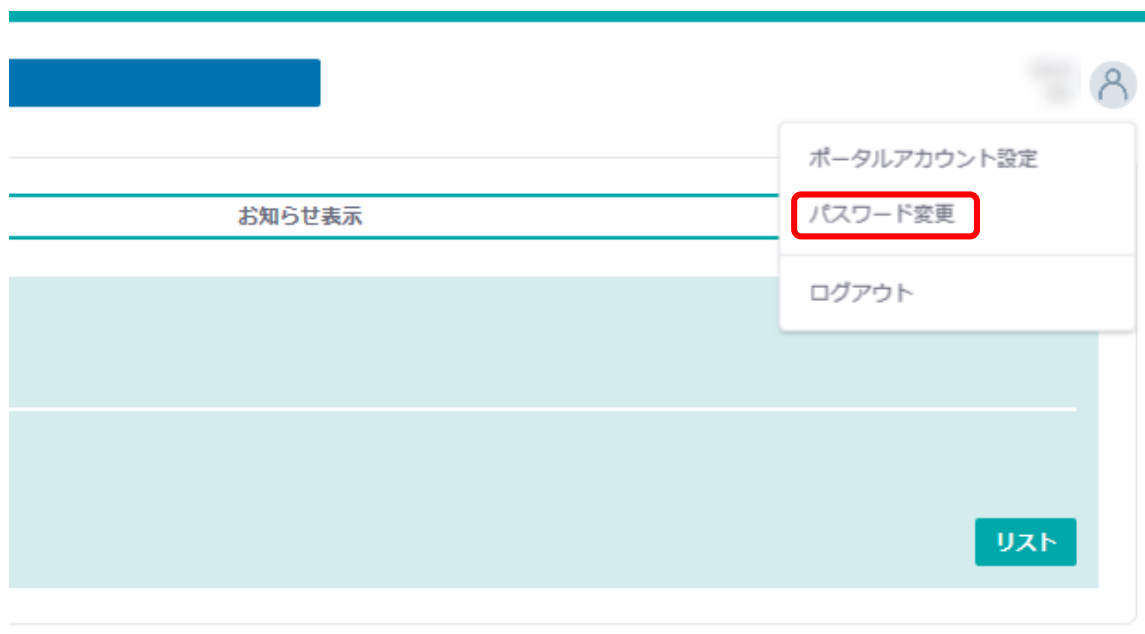 ポータルアカウント設定
お知らせ表示
パスワード変更
ログアウト
リスト